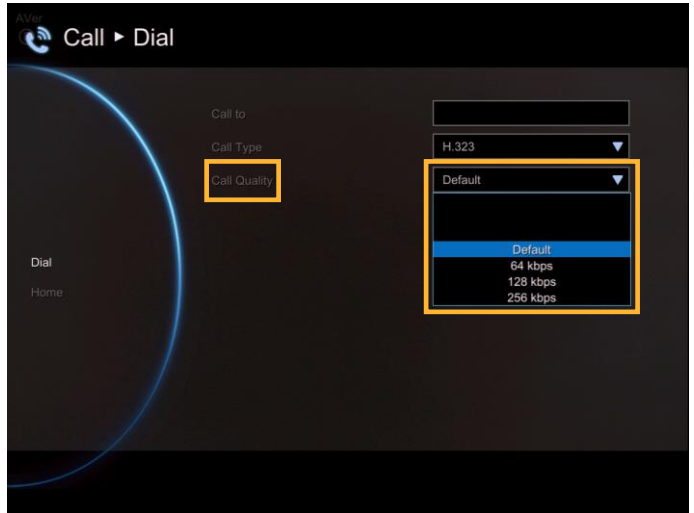 AVer
Call ► Dial
Call to
Call Type
H.323
Call Quality
Default
Default
64 kbps
128 kbps
256 kbps
Dial
Home